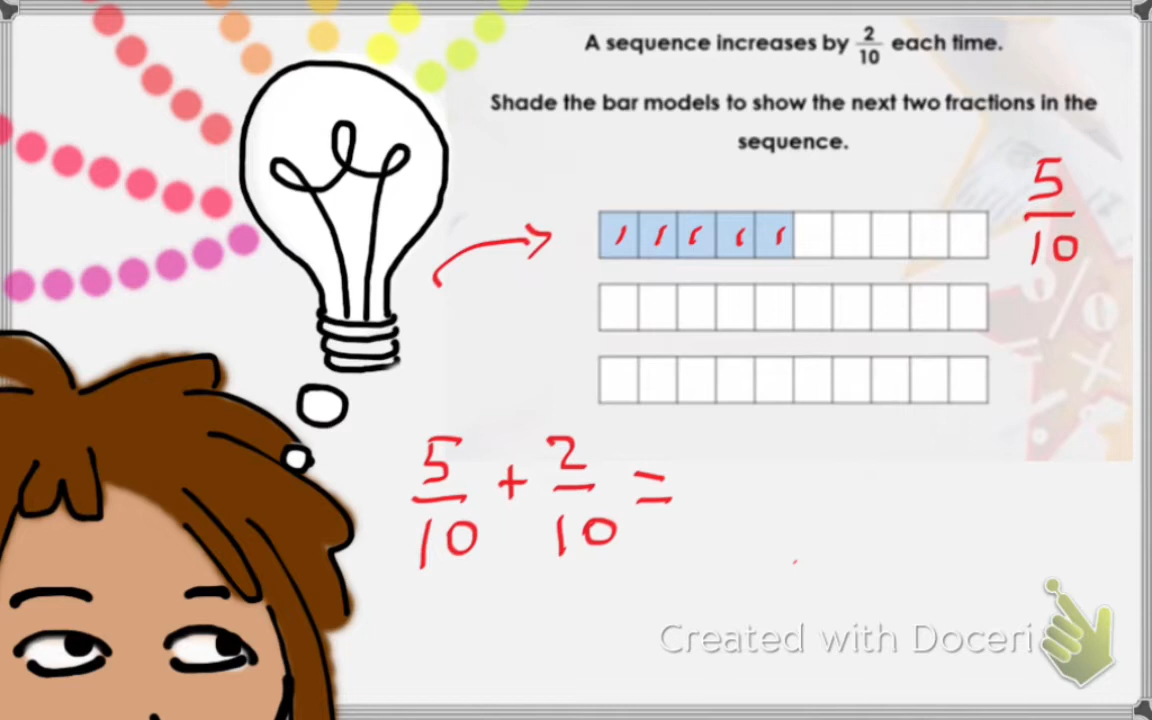 A sequence increases by 2/10 each time.
Shade the bar models to show the next two fractions in the
sequence.
5/10
5/10 + 2/10 =
Created with Doceri